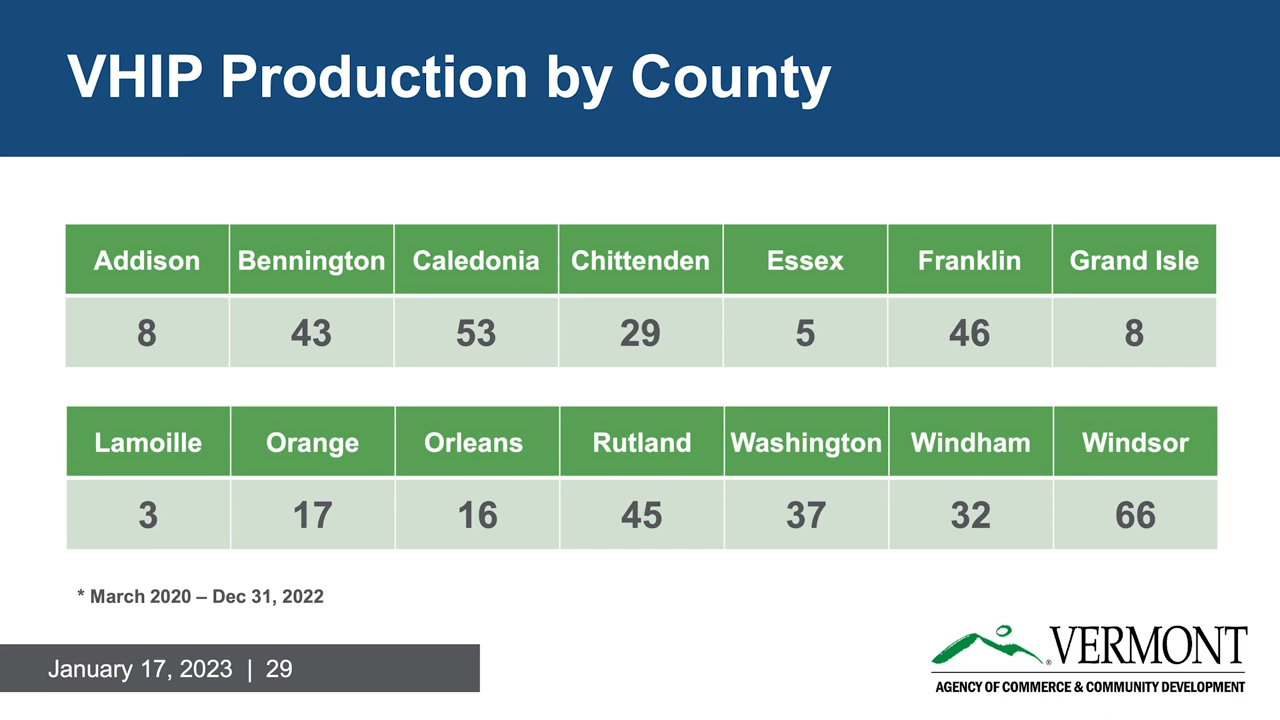 VHIP Production by County
Addison Bennington Caledonia Chittenden Essex Franklin Grand Isle
8 43 53 29 5 46 8
Lamoille Orange Orleans Rutland Washington Windham Windsor
3 17 16 45 37 32 66
* March 2020 – Dec 31, 2022
January 17, 2023 | 29
®VERMONT
AGENCY OF COMMERCE & COMMUNITY DEVELOPMENT